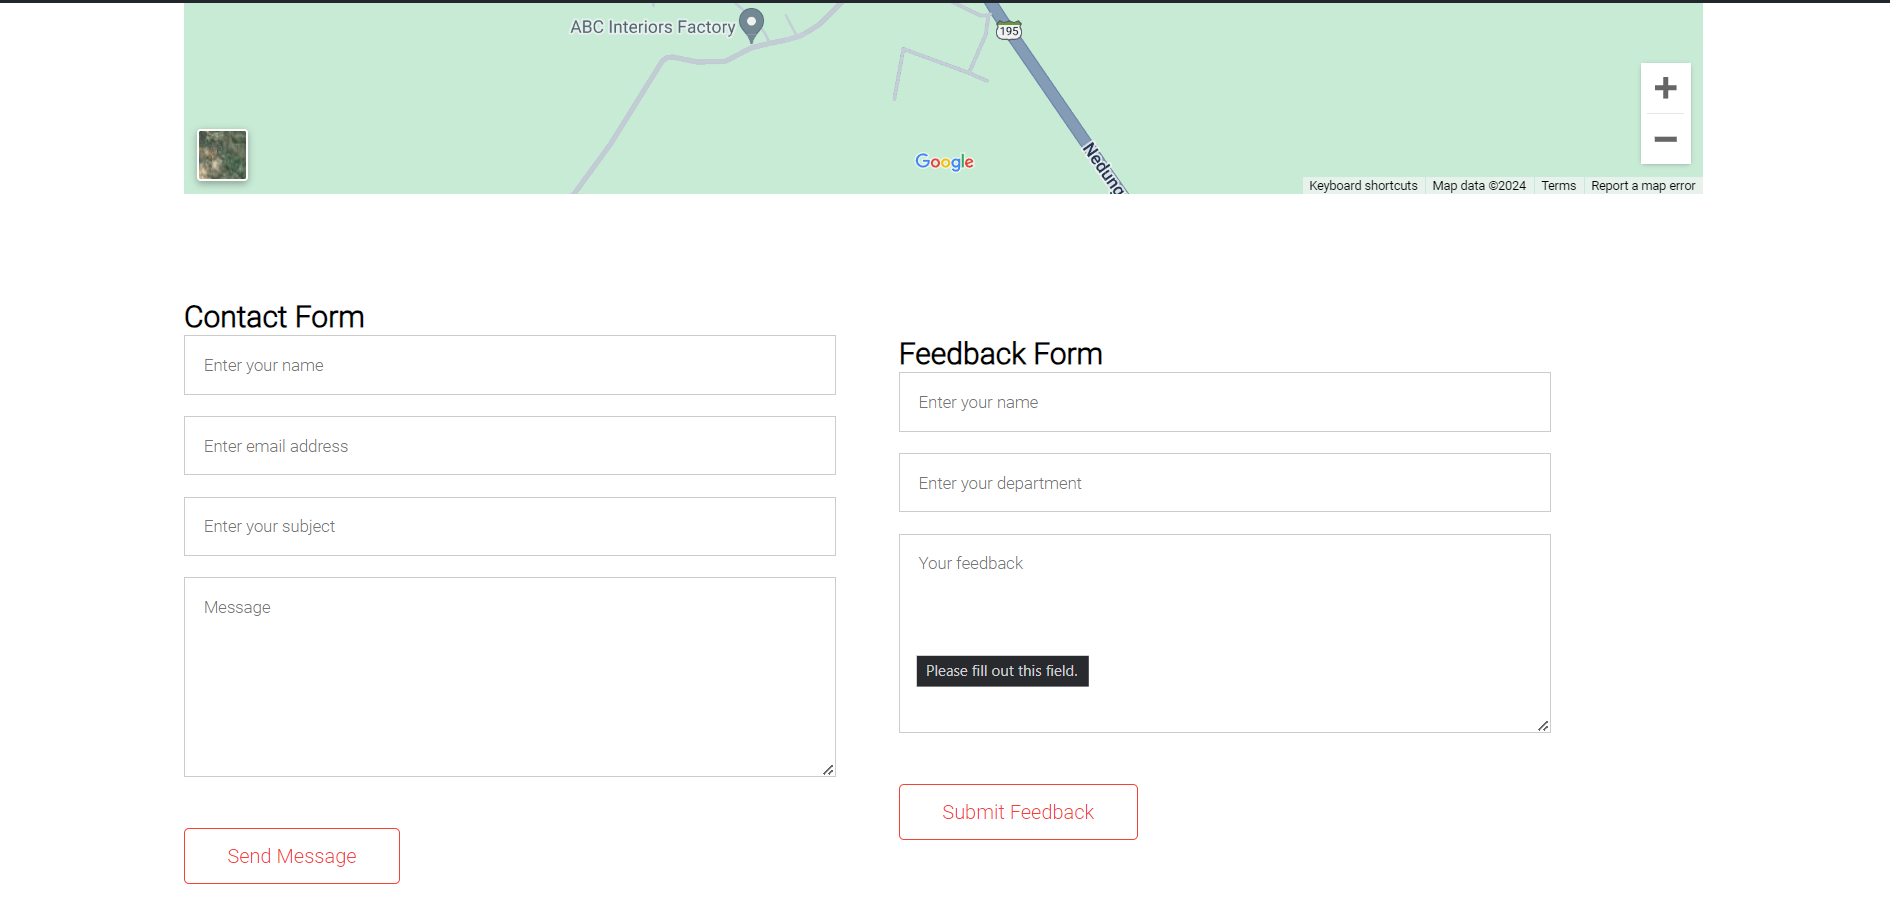 ABC Interiors Factory
195
Nedung
Google
Keyboard shortcuts
Map data ©2024
Terms
Report a map error
Contact Form
Enter your name
Enter email address
Enter your subject
Message
Send Message
Feedback Form
Enter your name
Enter your department
Your feedback
Please fill out this field.
Submit Feedback